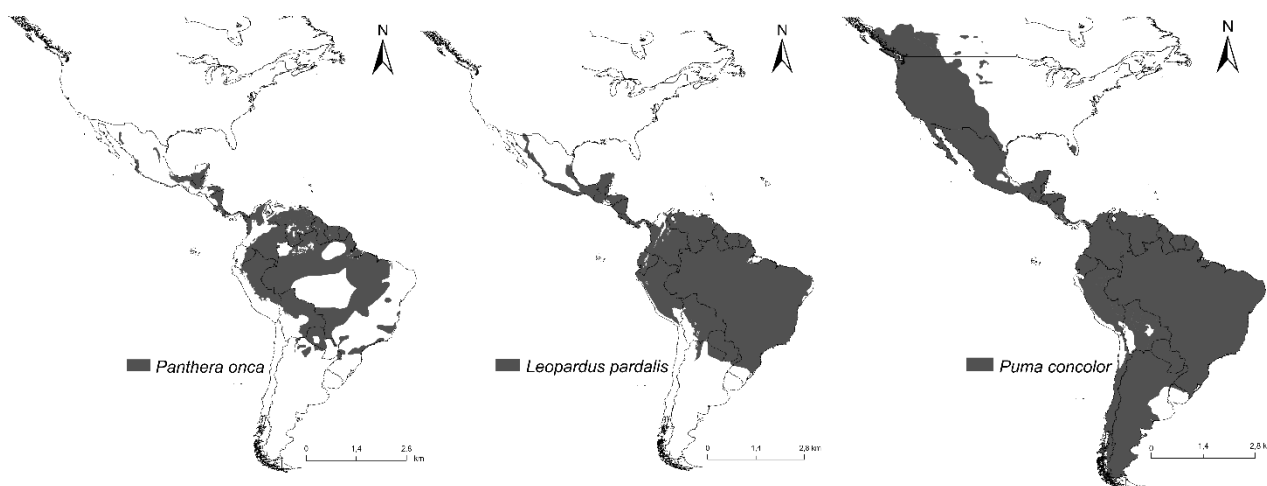 N
Panthera onca
0 1,4 2,8
km
N
Leopardus pardalis
0 1,4 2,8 km
N
Puma concolor
0 1,4 2,8 k